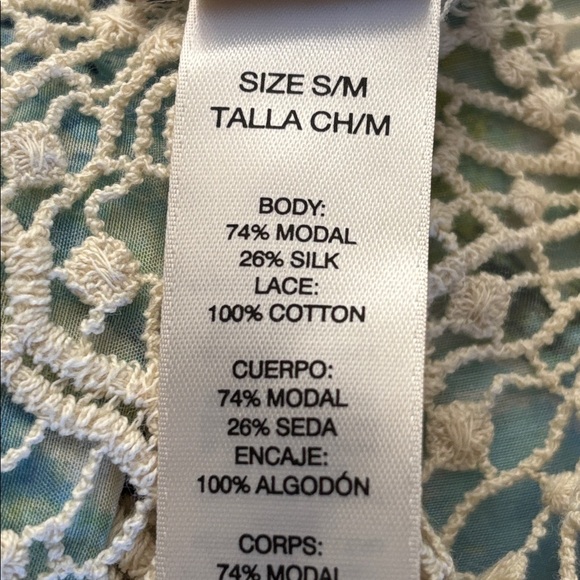 SIZE S/M
TALLA CH/M
BODY:
74% MODAL
26% SILK
LACE:
100% COTTON
CUERPO:
74% MODAL
26% SEDA
ENCAJE:
100% ALGODÓN
CORPS:
74% MODAL